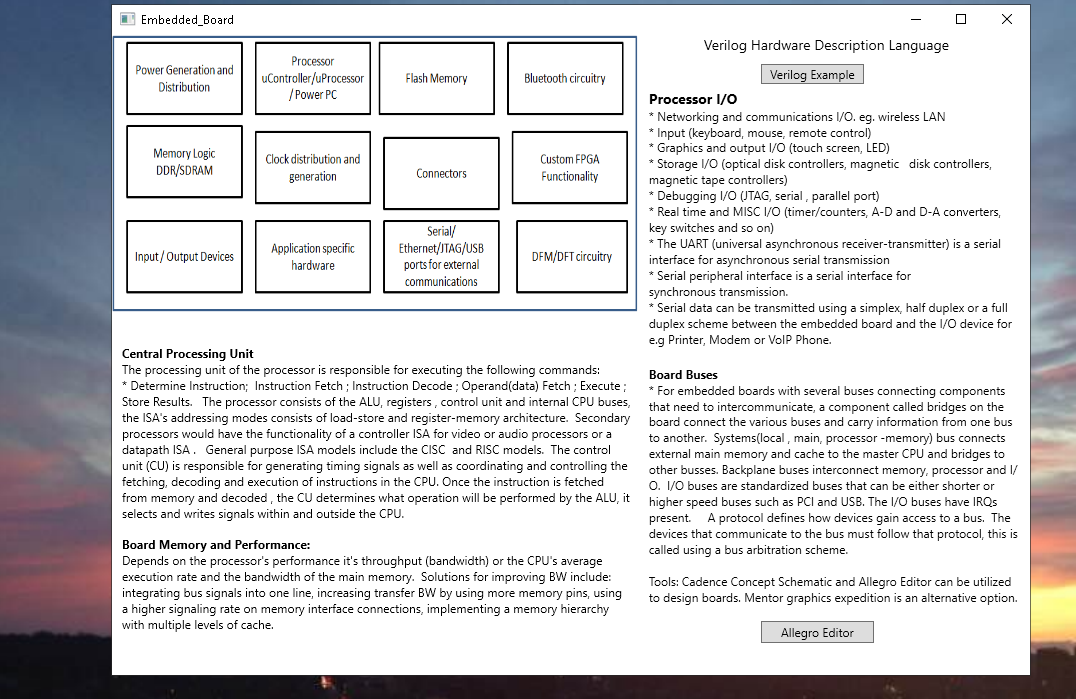 Embedded_Board
Power Generation and
Distribution
Processor
uController/uProcessor
/ Power PC
Flash Memory
Bluetooth circuitry
Memory Logic
DDR/SDRAM
Clock distribution and
generation
Connectors
Custom FPGA
Functionality
Input / Output Devices
Application specific
hardware
Serial/
Ethernet/JTAG/USB
ports for external
communications
DFM/DFT circuitry
Central Processing Unit
The processing unit of the processor is responsible for executing the following commands:
* Determine Instruction;  Instruction Fetch ; Instruction Decode ; Operand(data) Fetch ; Execute ;
Store Results.   The processor consists of the ALU, registers , control unit and internal CPU buses,
the ISA's addressing modes consists of load-store and register-memory architecture.  Secondary
processors would have the functionality of a controller ISA for video or audio processors or a
datapath ISA .   General purpose ISA models include the CISC  and RISC models.  The control
unit (CU) is responsible for generating timing signals as well as coordinating and controlling the
fetching, decoding and execution of instructions in the CPU. Once the instruction is fetched
from memory and decoded , the CU determines what operation will be performed by the ALU, it
selects and writes signals within and outside the CPU.
Board Memory and Performance:
Depends on the processor's performance it's throughput (bandwidth) or the CPU's average
execution rate and the bandwidth of the main memory.  Solutions for improving BW include:
integrating bus signals into one line, increasing transfer BW by using more memory pins, using
a higher signaling rate on memory interface connections, implementing a memory hierarchy
with multiple levels of cache.
Verilog Hardware Description Language
Verilog Example
Processor I/O
* Networking and communications I/O. eg. wireless LAN
* Input (keyboard, mouse, remote control)
* Graphics and output I/O (touch screen, LED)
* Storage I/O (optical disk controllers, magnetic   disk controllers,
magnetic tape controllers)
* Debugging I/O (JTAG, serial , parallel port)
* Real time and MISC I/O (timer/counters, A-D and D-A converters,
key switches and so on)
* The UART (universal asynchronous receiver-transmitter) is a serial
interface for asynchronous serial transmission
* Serial peripheral interface is a serial interface for
synchronous transmission.
* Serial data can be transmitted using a simplex, half duplex or a full
duplex scheme between the embedded board and the I/O device for
e.g Printer, Modem or VoIP Phone.
Board Buses
* For embedded boards with several buses connecting components
that need to intercommunicate, a component called bridges on the
board connect the various buses and carry information from one bus
to another.  Systems(local , main, processor -memory) bus connects
external main memory and cache to the master CPU and bridges to
other busses. Backplane buses interconnect memory, processor and I/
O.  I/O buses are standardized buses that can be either shorter or
higher speed buses such as PCI and USB. The I/O buses have IRQs
present.     A protocol defines how devices gain access to a bus.  The
devices that communicate to the bus must follow that protocol, this is
called using a bus arbitration scheme.
Tools: Cadence Concept Schematic and Allegro Editor can be utilized
to design boards. Mentor graphics expedition is an alternative option.
Allegro Editor